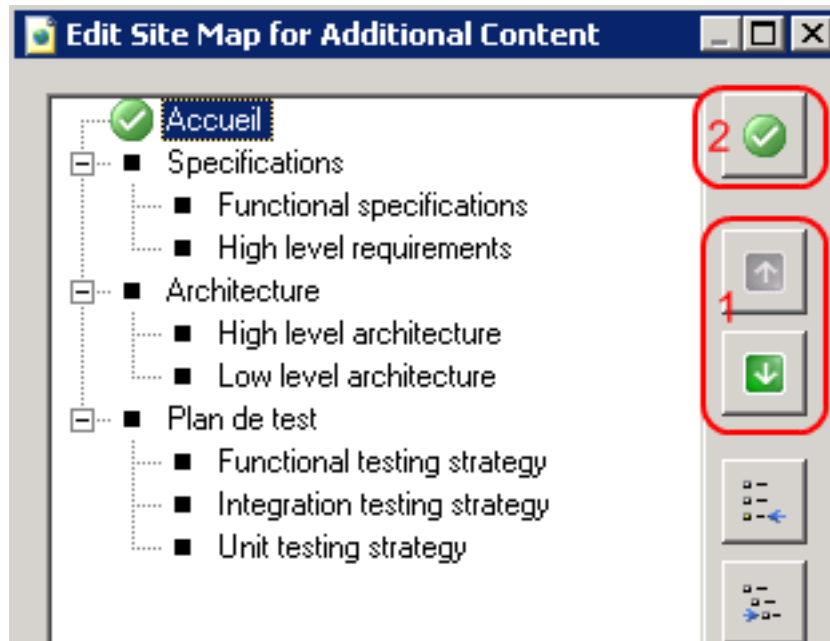 Edit Site Map for Additional Content
Accueil
2
Specifications
Functional specifications
High level requirements
Architecture
1
High level architecture
Low level architecture
Plan de test
Functional testing strategy
Integration testing strategy
Unit testing strategy